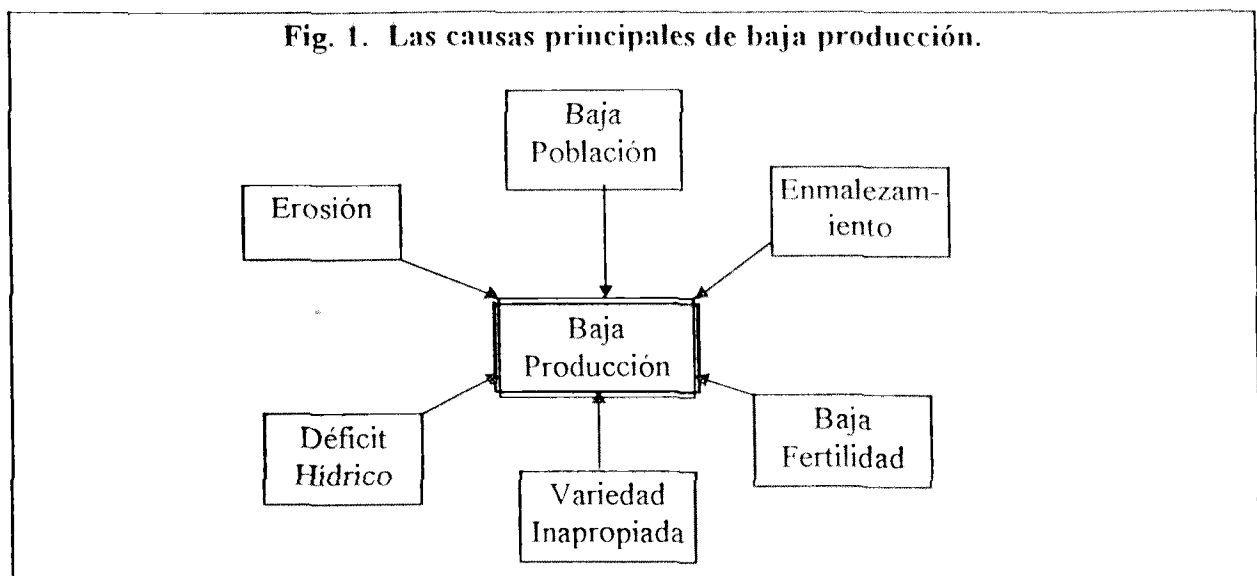 Fig. 1. Las causas principales de baja producción.
Baja
Población
Erosión
Enmalezam-
iento
Baja
Producción
Déficit
Hídrico
Baja
Fertilidad
Variedad
Inapropiada